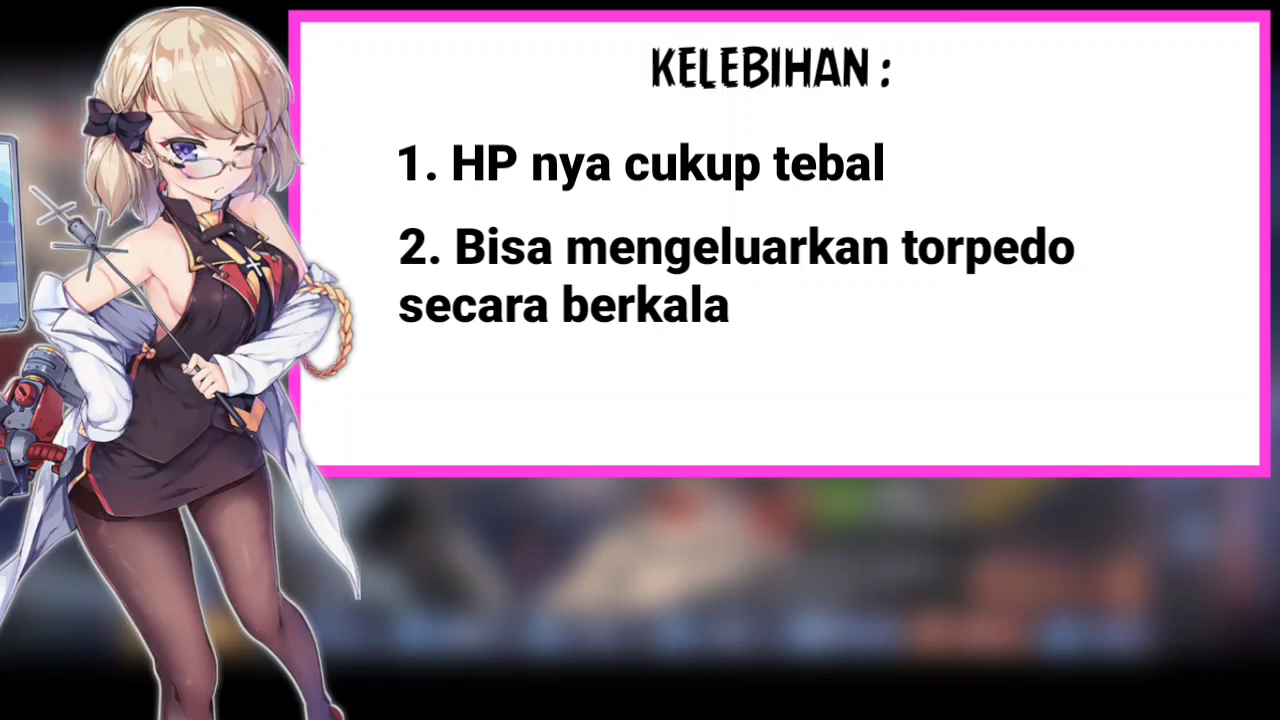 KELEBIHAN :
1. HP nya cukup tebal
2. Bisa mengeluarkan torpedo
secara berkala